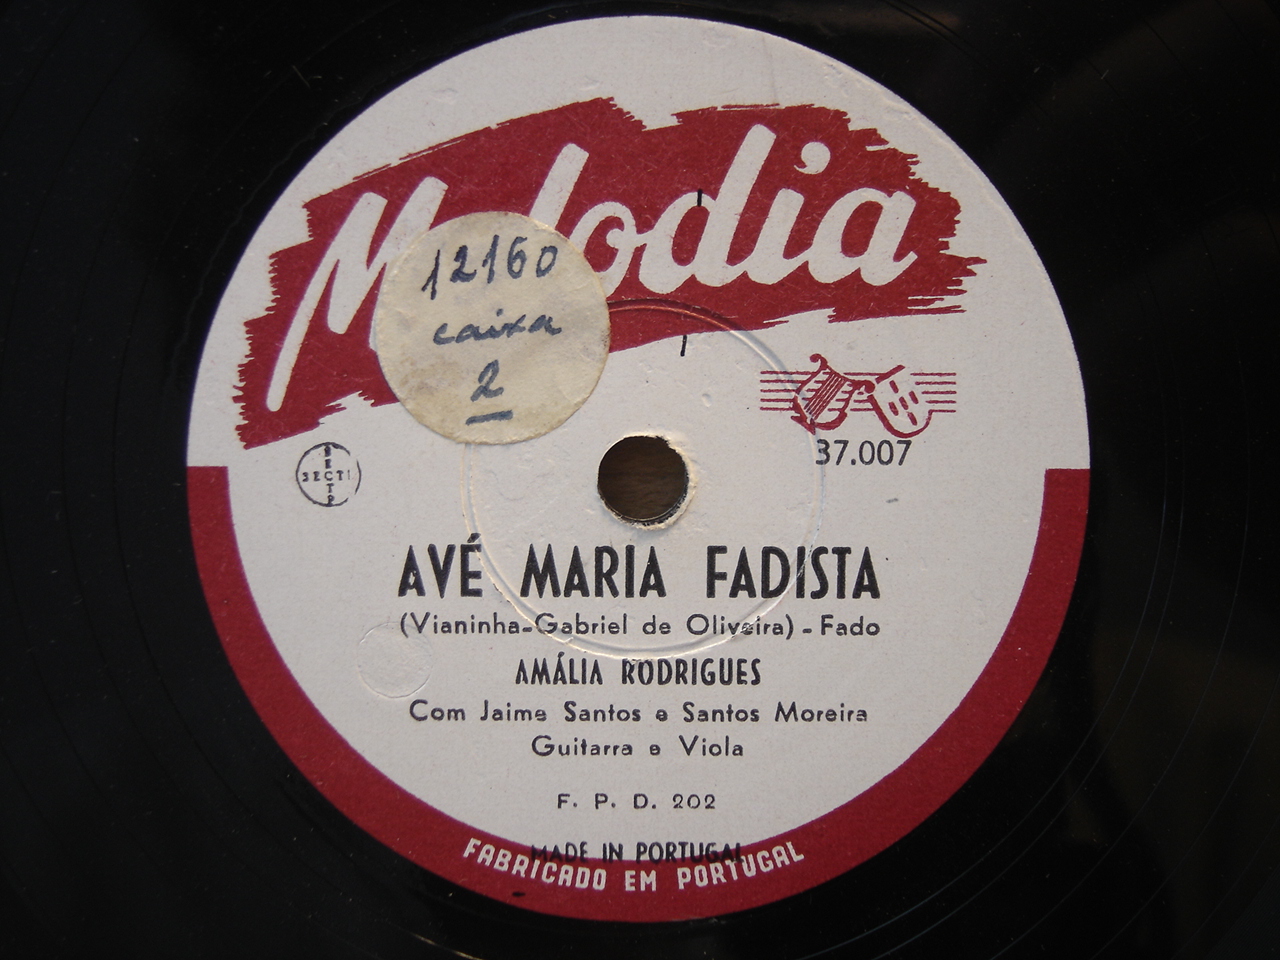 Melodia
12160
caixa
2
37.007
AVÉ MARIA FADISTA
(Vianinha-Gabriel de Oliveira) - Fado
AMÁLIA RODRIGUES
Com Jaime Santos e Santos Moreira
Guitarra e Viola
F. P. D. 202
MADE IN PORTUGAL
FABRICADO EM PORTUGAL